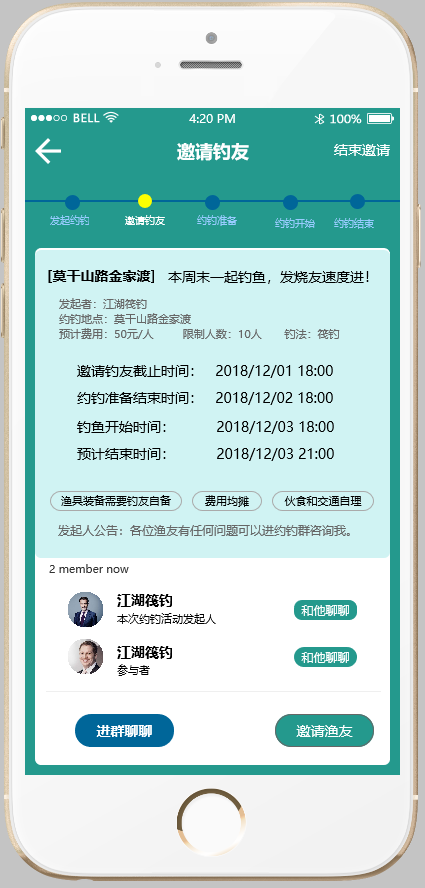 BELL 4:20 PM 100%
邀请钓友 结束邀请
发起约钓 邀请钓友 约钓准备 约钓开始 约钓结束
[莫干山路金家渡] 本周末一起钓鱼，发烧友速度进！
发起者：江湖筏钓
约钓地点：莫干山路金家渡
预计费用：50元/人 限制人数：10人 钓法：筏钓
邀请钓友截止时间： 2018/12/01 18:00
约钓准备结束时间： 2018/12/02 18:00
钓鱼开始时间： 2018/12/03 18:00
预计结束时间： 2018/12/03 21:00
渔具装备需要钓友自备 费用均摊 伙食和交通自理
发起人公告：各位渔友有任何问题可以进约钓群咨询我。
2 member now
江湖筏钓
本次约钓活动发起人
和他聊聊
江湖筏钓
参与者
和他聊聊
进群聊聊 邀请渔友